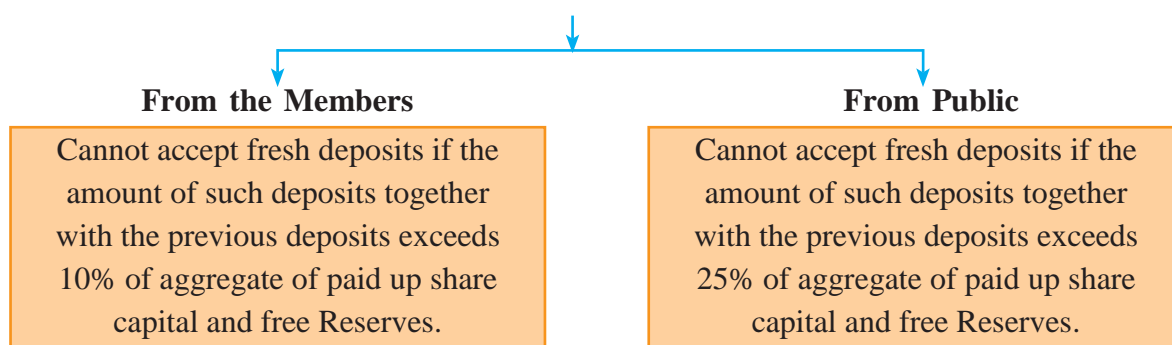 From the Members
Cannot accept fresh deposits if the
amount of such deposits together
with the previous deposits exceeds
10% of aggregate of paid up share
capital and free Reserves.
From Public
Cannot accept fresh deposits if the
amount of such deposits together
with the previous deposits exceeds
25% of aggregate of paid up share
capital and free Reserves.